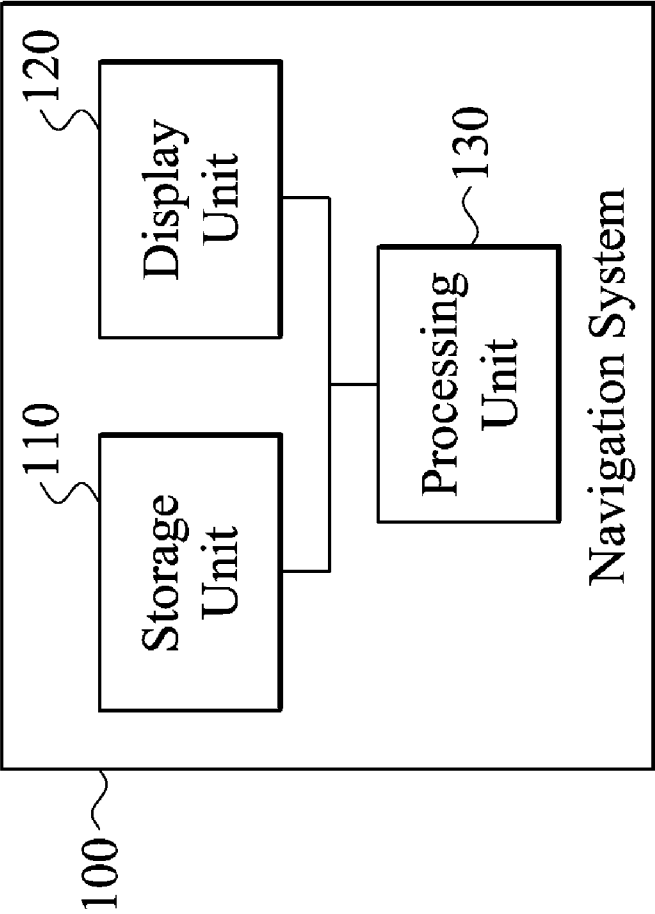 100
110
120
Storage
Unit
Display
Unit
130
Processing
Unit
Navigation System